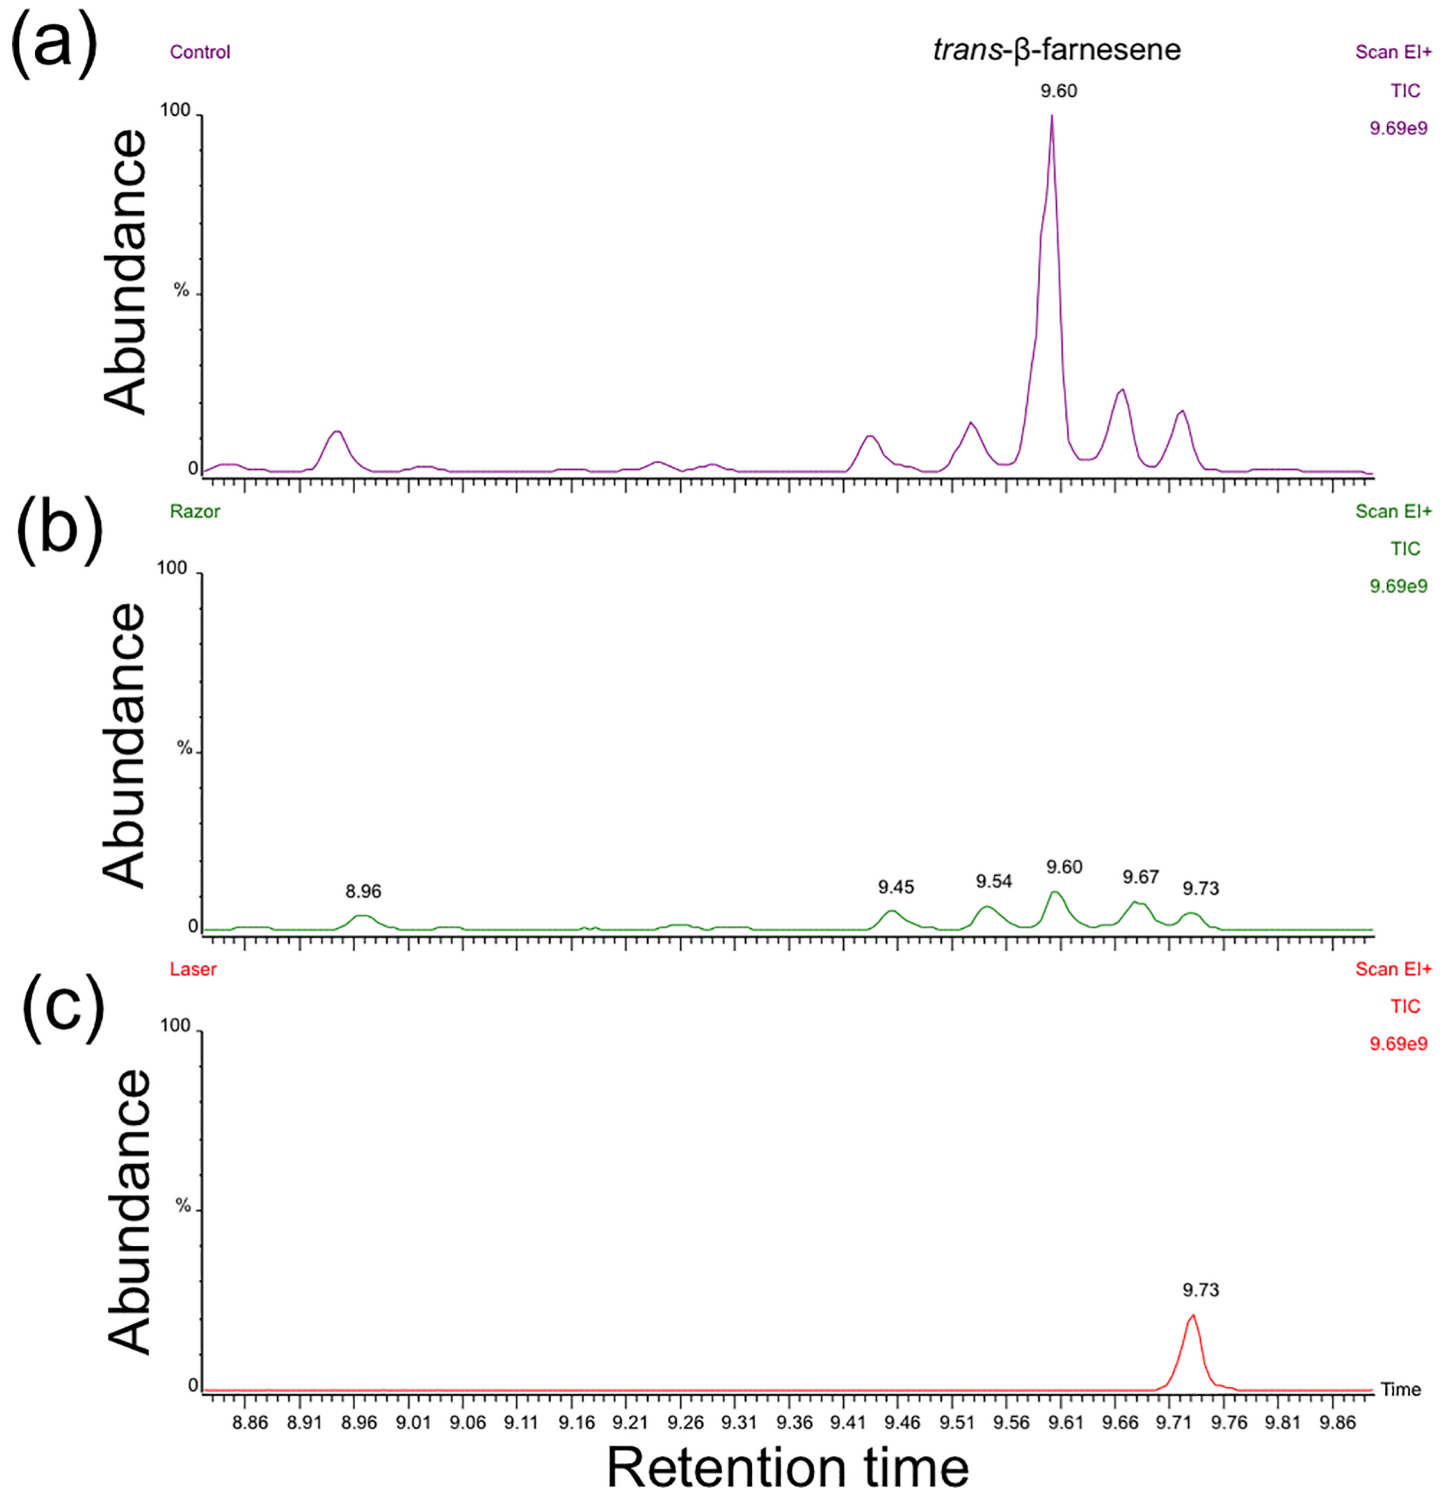 (a)
Control
trans-β-farnesene
Scan EI+
TIC
9.69e9
9.60
100
%
0
Abundance
(b)
Razor
Scan EI+
TIC
9.69e9
100
%
0
Abundance
8.96
9.45
9.54
9.60
9.67
9.73
(c)
Laser
Scan EI+
TIC
9.69e9
100
%
0
Abundance
9.73
Time
8.86 8.91 8.96 9.01 9.06 9.11 9.16 9.21 9.26 9.31 9.36 9.41 9.46 9.51 9.56 9.61 9.66 9.71 9.76 9.81 9.86
Retention time